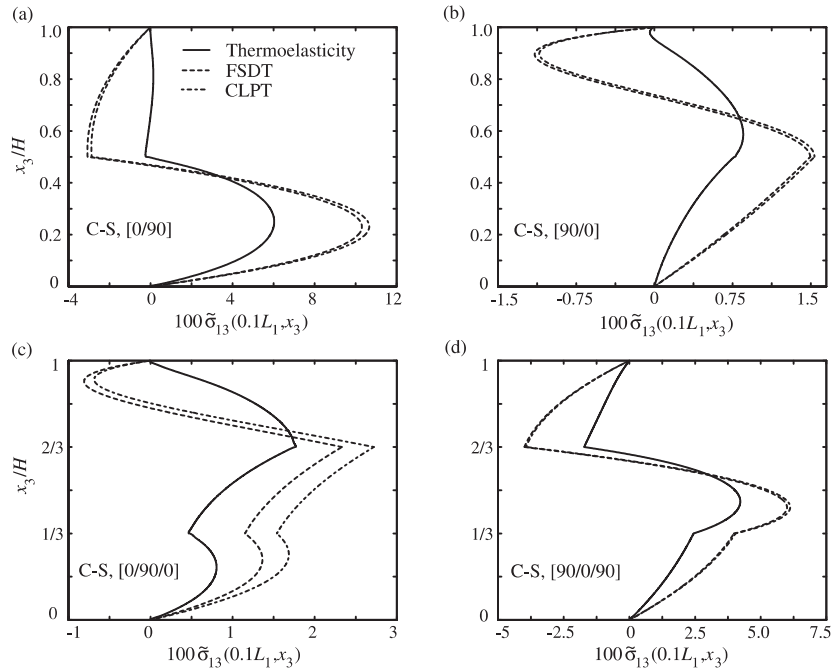 (a)
1.0
0.8
0.6
0.4
0.2
0
x₃/H
Thermoelasticity
FSDT
CLPT
C-S, [0/90]
-4
0
4
8
12
100 σ̃₁₃(0.1L₁,x₃)
(b)
1.0
0.8
0.6
0.4
0.2
0
C-S, [90/0]
-1.5
-0.75
0
0.75
1.5
100 σ̃₁₃(0.1L₁,x₃)
(c)
1
2/3
1/3
0
x₃/H
C-S, [0/90/0]
-1
0
1
2
3
100 σ̃₁₃(0.1L₁,x₃)
(d)
1
2/3
1/3
0
C-S, [90/0/90]
-5
-2.5
0
2.5
5
7.5
100 σ̃₁₃(0.1L₁,x₃)